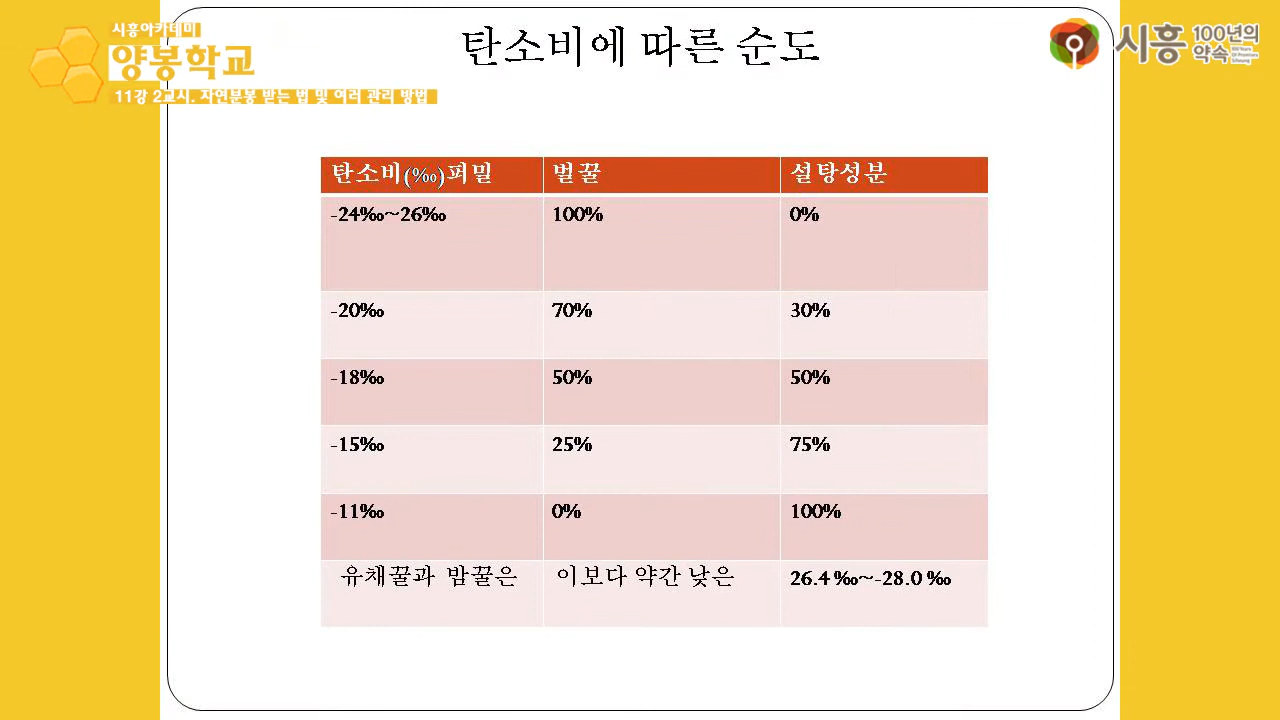 시흥아카데미
양봉학교
11강 2교시. 자연분봉 받는 법 및 여러 관리 방법
탄소비에 따른 순도
시흥 100년의 약속
탄소비(‰)퍼밀 벌꿀 설탕성분
-24‰~26‰ 100% 0%
-20‰ 70% 30%
-18‰ 50% 50%
-15‰ 25% 75%
-11‰ 0% 100%
유채꿀과 밤꿀은 이보다 약간 낮은 26.4 ‰~-28.0 ‰